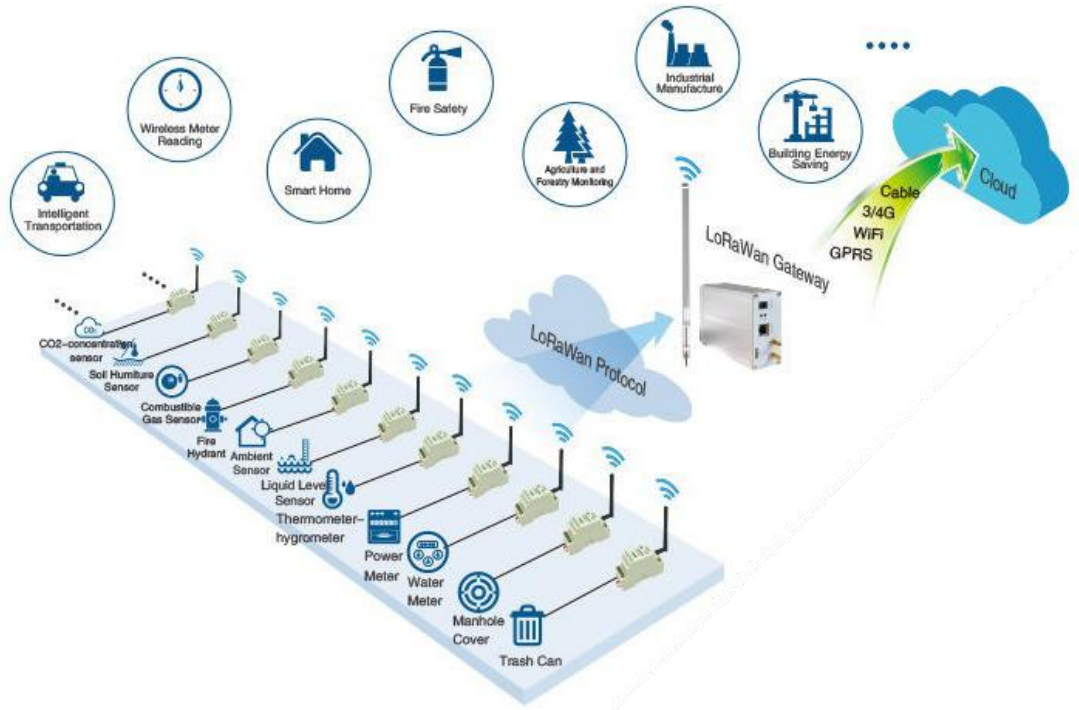 Industrial
Manufacture
Fire Safety
Wireless Meter
Reading
Building Energy
Saving
Agriculture and
Forestry Monitoring
Smart Home
Intelligent
Transportation
Cloud
Cable
3/4G
WiFi
GPRS
LoRaWan Gateway
LoRaWan Protocol
CO₂
CO2-concentration
sensor
Soil Humiture
Sensor
Combustible
Gas Sensor
Fire
Hydrant
Ambient
Sensor
Liquid Level
Sensor
Thermometer-
hygrometer
Power
Meter
Water
Meter
Manhole
Cover
Trash Can